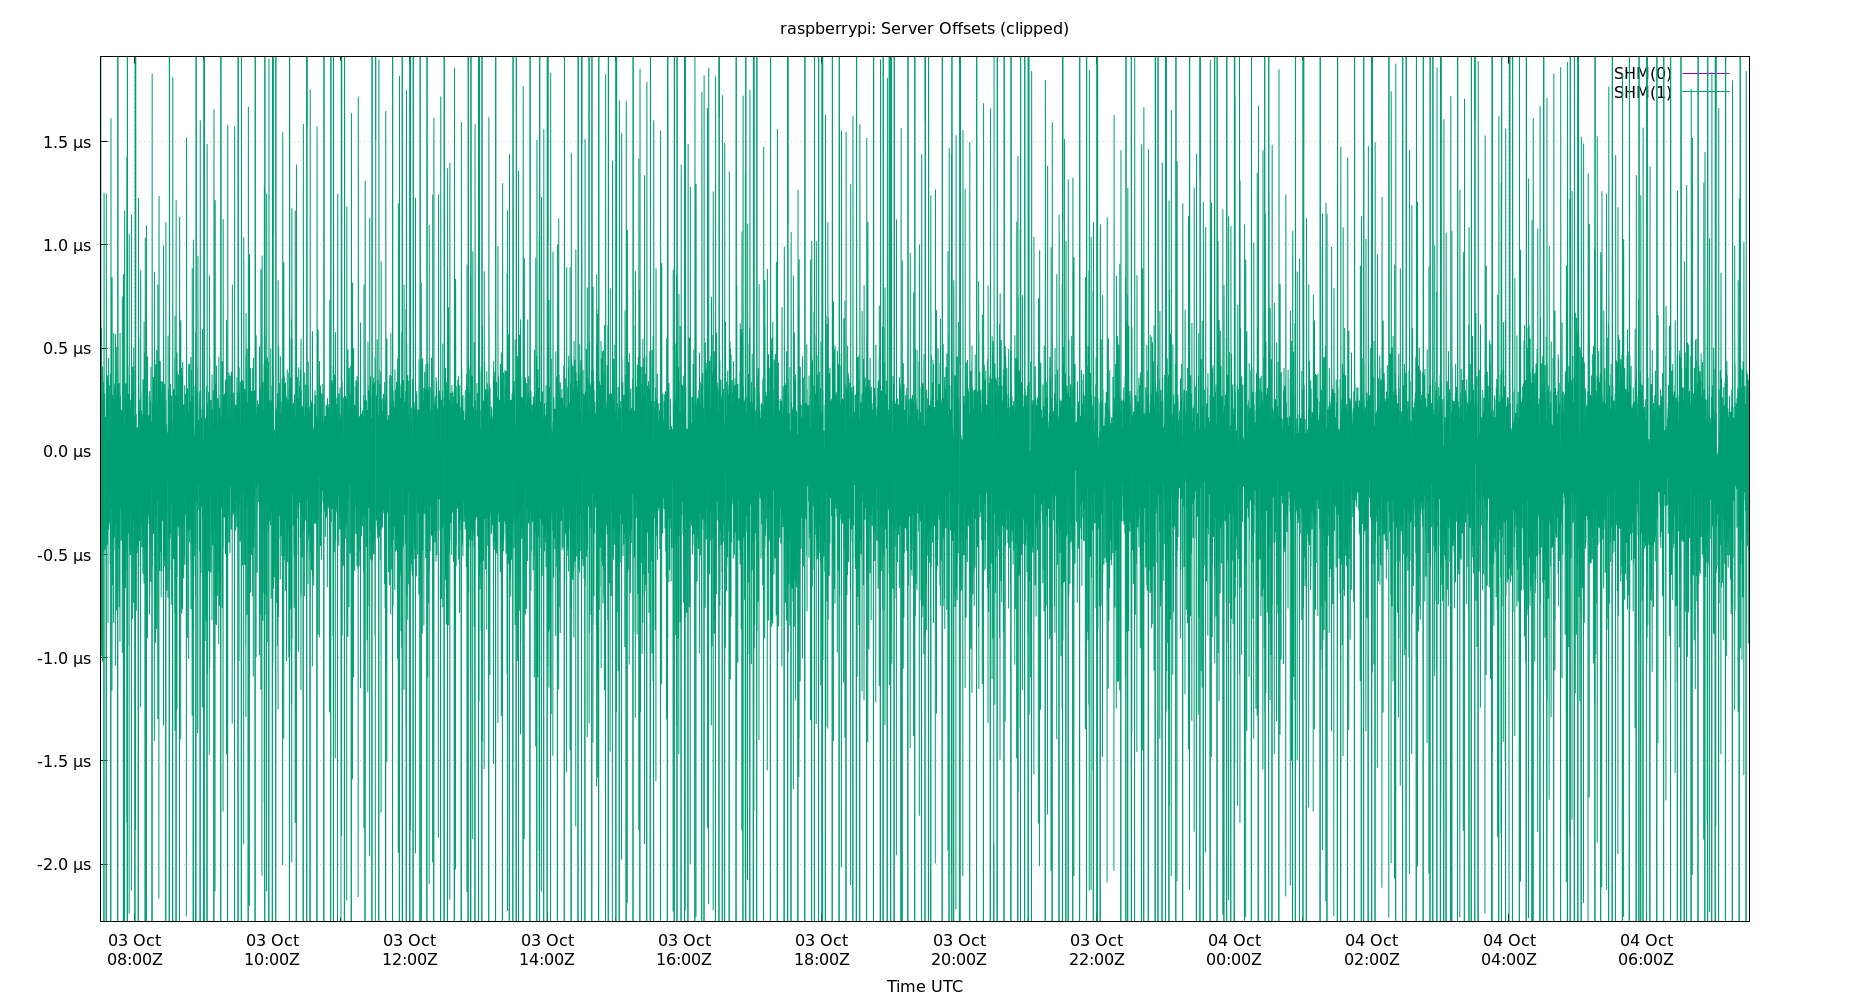 raspberrypi: Server Offsets (clipped)
SHM(0)
SHM(1)
1.5 µs
1.0 µs
0.5 µs
0.0 µs
-0.5 µs
-1.0 µs
-1.5 µs
-2.0 µs
03 Oct 03 Oct 03 Oct 03 Oct 03 Oct 03 Oct 03 Oct 03 Oct 04 Oct 04 Oct 04 Oct 04 Oct
08:00Z 10:00Z 12:00Z 14:00Z 16:00Z 18:00Z 20:00Z 22:00Z 00:00Z 02:00Z 04:00Z 06:00Z
Time UTC